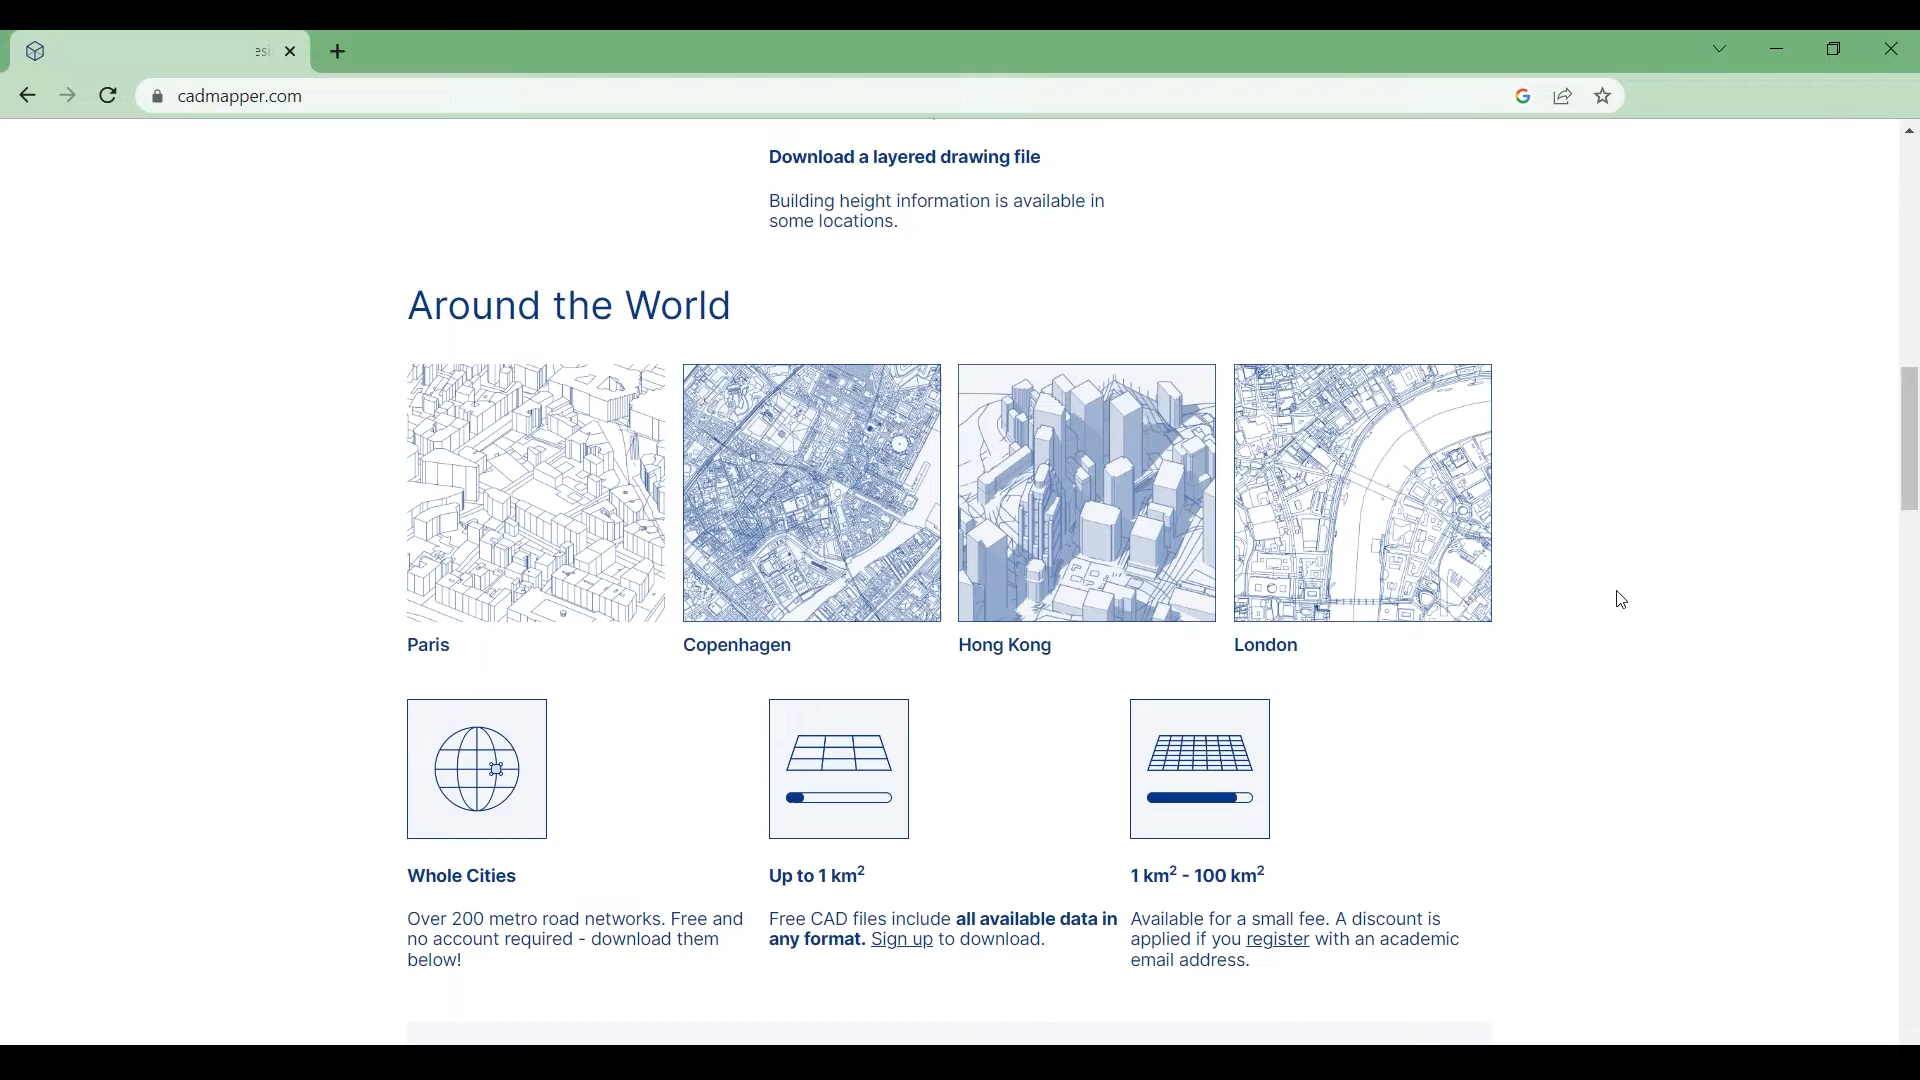 cadmapper.com
Download a layered drawing file
Building height information is available in
some locations.
Around the World
Paris
Copenhagen
Hong Kong
London
Whole Cities
Over 200 metro road networks. Free and
no account required - download them
below!
Up to 1 km²
Free CAD files include all available data in
any format. Sign up to download.
1 km² - 100 km²
Available for a small fee. A discount is
applied if you register with an academic
email address.